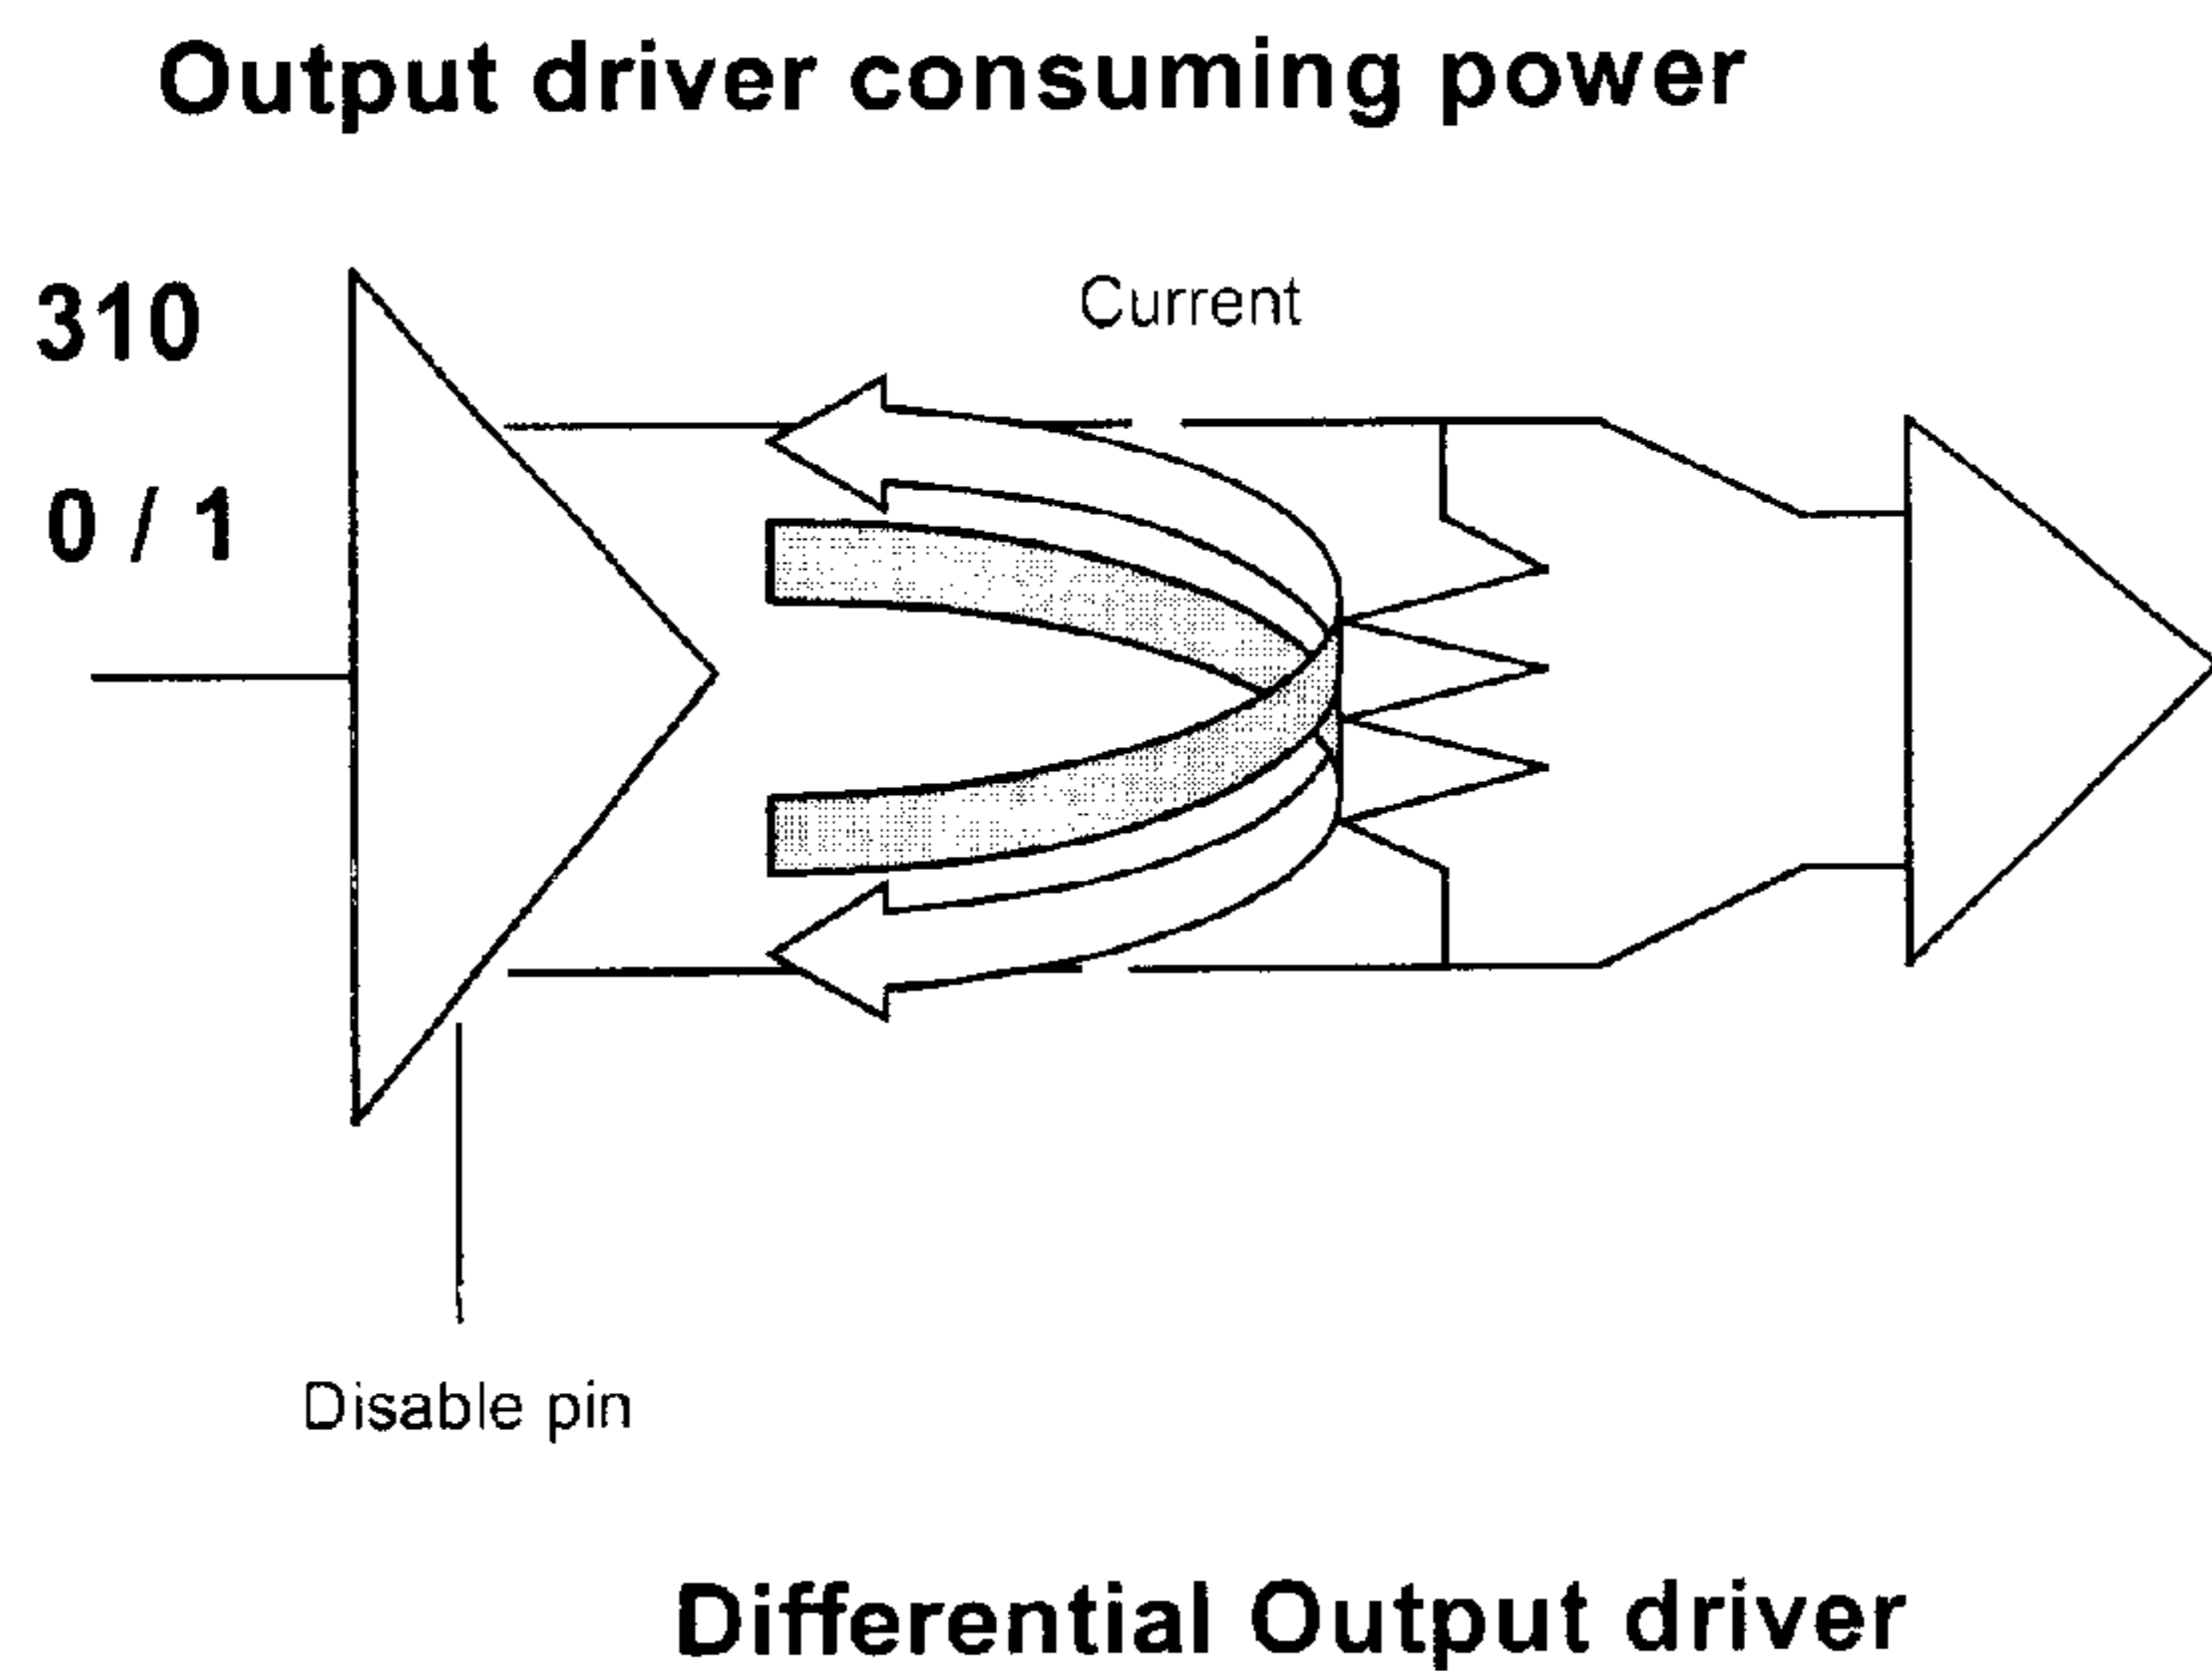 Output driver consuming power
310
Current
0 / 1
Disable pin
Differential Output driver